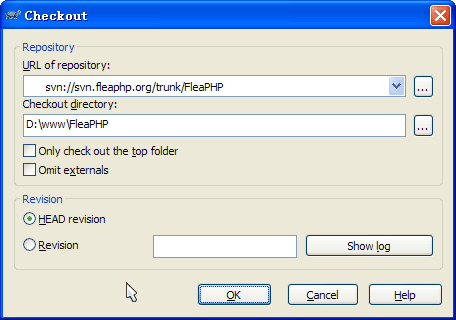 Checkout
Repository
URL of repository:
svn://svn.fleaphp.org/trunk/FleaPHP
...
Checkout directory:
D:\www\FleaPHP
...
Only check out the top folder
Omit externals
Revision
HEAD revision
Revision
Show log
OK
Cancel
Help